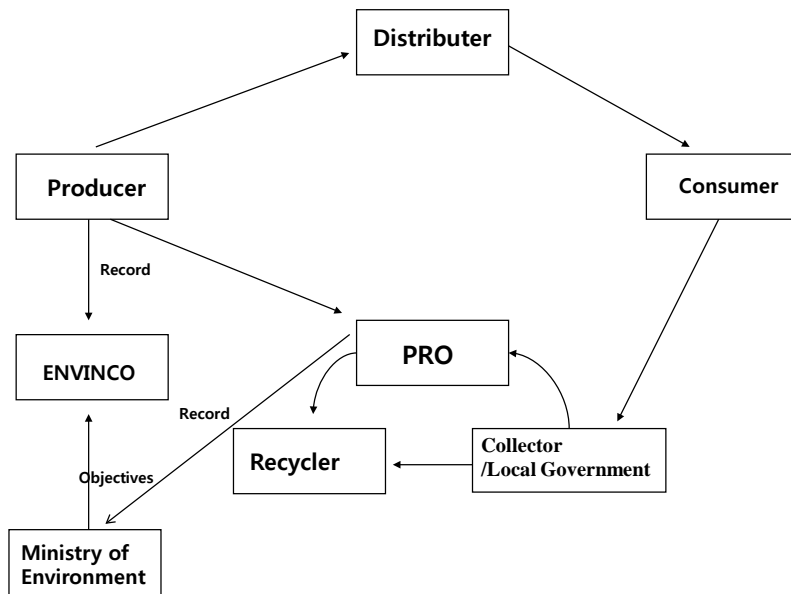 Distributer
Producer
Consumer
Record
PRO
ENVINCO
Record
Recycler
Collector
/Local Government
Objectives
Ministry of
Environment